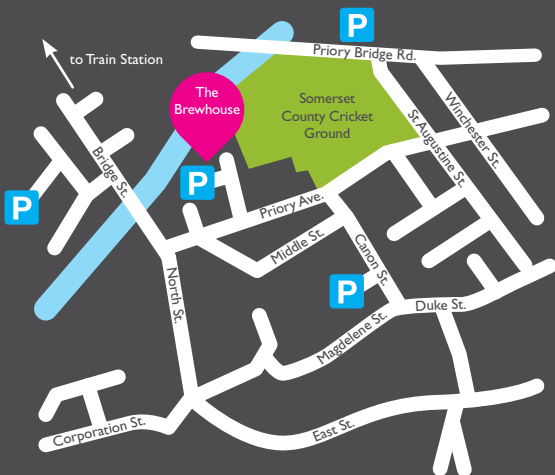 P
Priory Bridge Rd.
to Train Station
The
Brewhouse
Somerset
County Cricket
Ground
Winchester St.
St Augustine St.
Bridge St.
P
P
Priory Ave.
Middle St.
Canon St.
North St.
P
Duke St.
Magdelene St.
Corporation St.
East St.